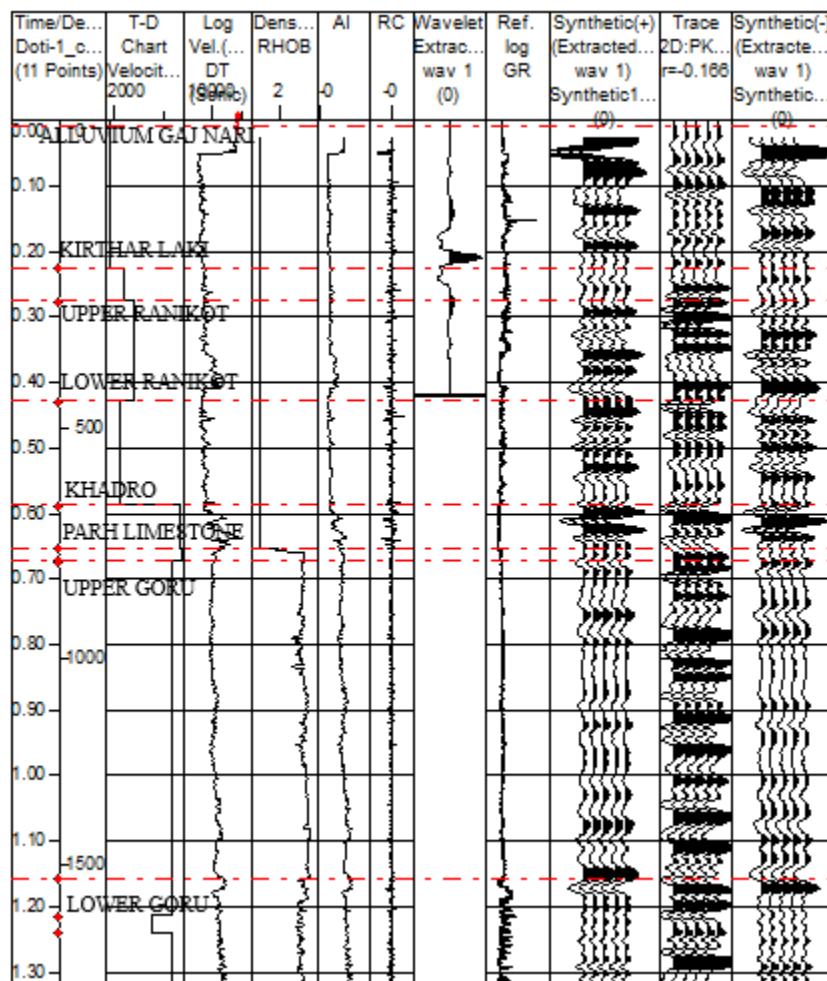 Time/De...
Doti-1_c...
(11 Points)
T-D
Chart
Velocit...
2000
Log
Vel.(...
DT
(Sonic)
10000
Dens...
RHOB
2
AI
-0
RC
-0
Wavelet
Extrac...
wav 1
(0)
Ref.
log
GR
Synthetic(+)
(Extracted...
wav 1)
Synthetic1...
(0)
Trace
2D:PK...
r=-0.166
Synthetic(-)
(Extracte...
wav 1)
Synthetic...
(0)
0.00
ALLUVIUM GAJ NARI
0.10
0.20
KIRTHAR LAKI
0.30
UPPER RANIKOT
LOWER RANIKOT
0.40
500
0.50
KHADRO
0.60
PARH LIMESTONE
0.70
UPPER GORU
0.80
1000
0.90
1.00
1.10
1500
1.20
LOWER GORU
1.30